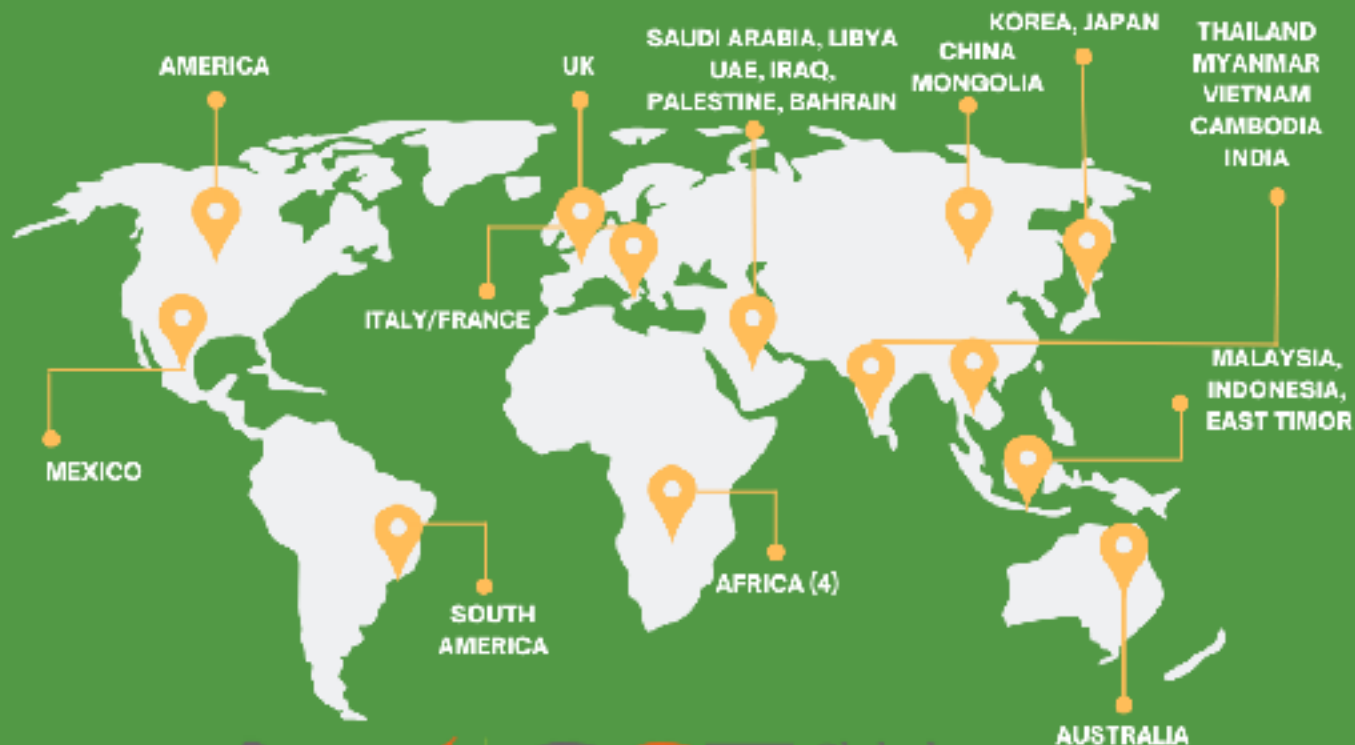 AMERICA
UK
SAUDI ARABIA, LIBYA
UAE, IRAQ,
PALESTINE, BAHRAIN
CHINA
MONGOLIA
KOREA, JAPAN
THAILAND
MYANMAR
VIETNAM
CAMBODIA
INDIA
ITALY/FRANCE
MALAYSIA,
INDONESIA,
EAST TIMOR
MEXICO
AFRICA (4)
SOUTH
AMERICA
AUSTRALIA